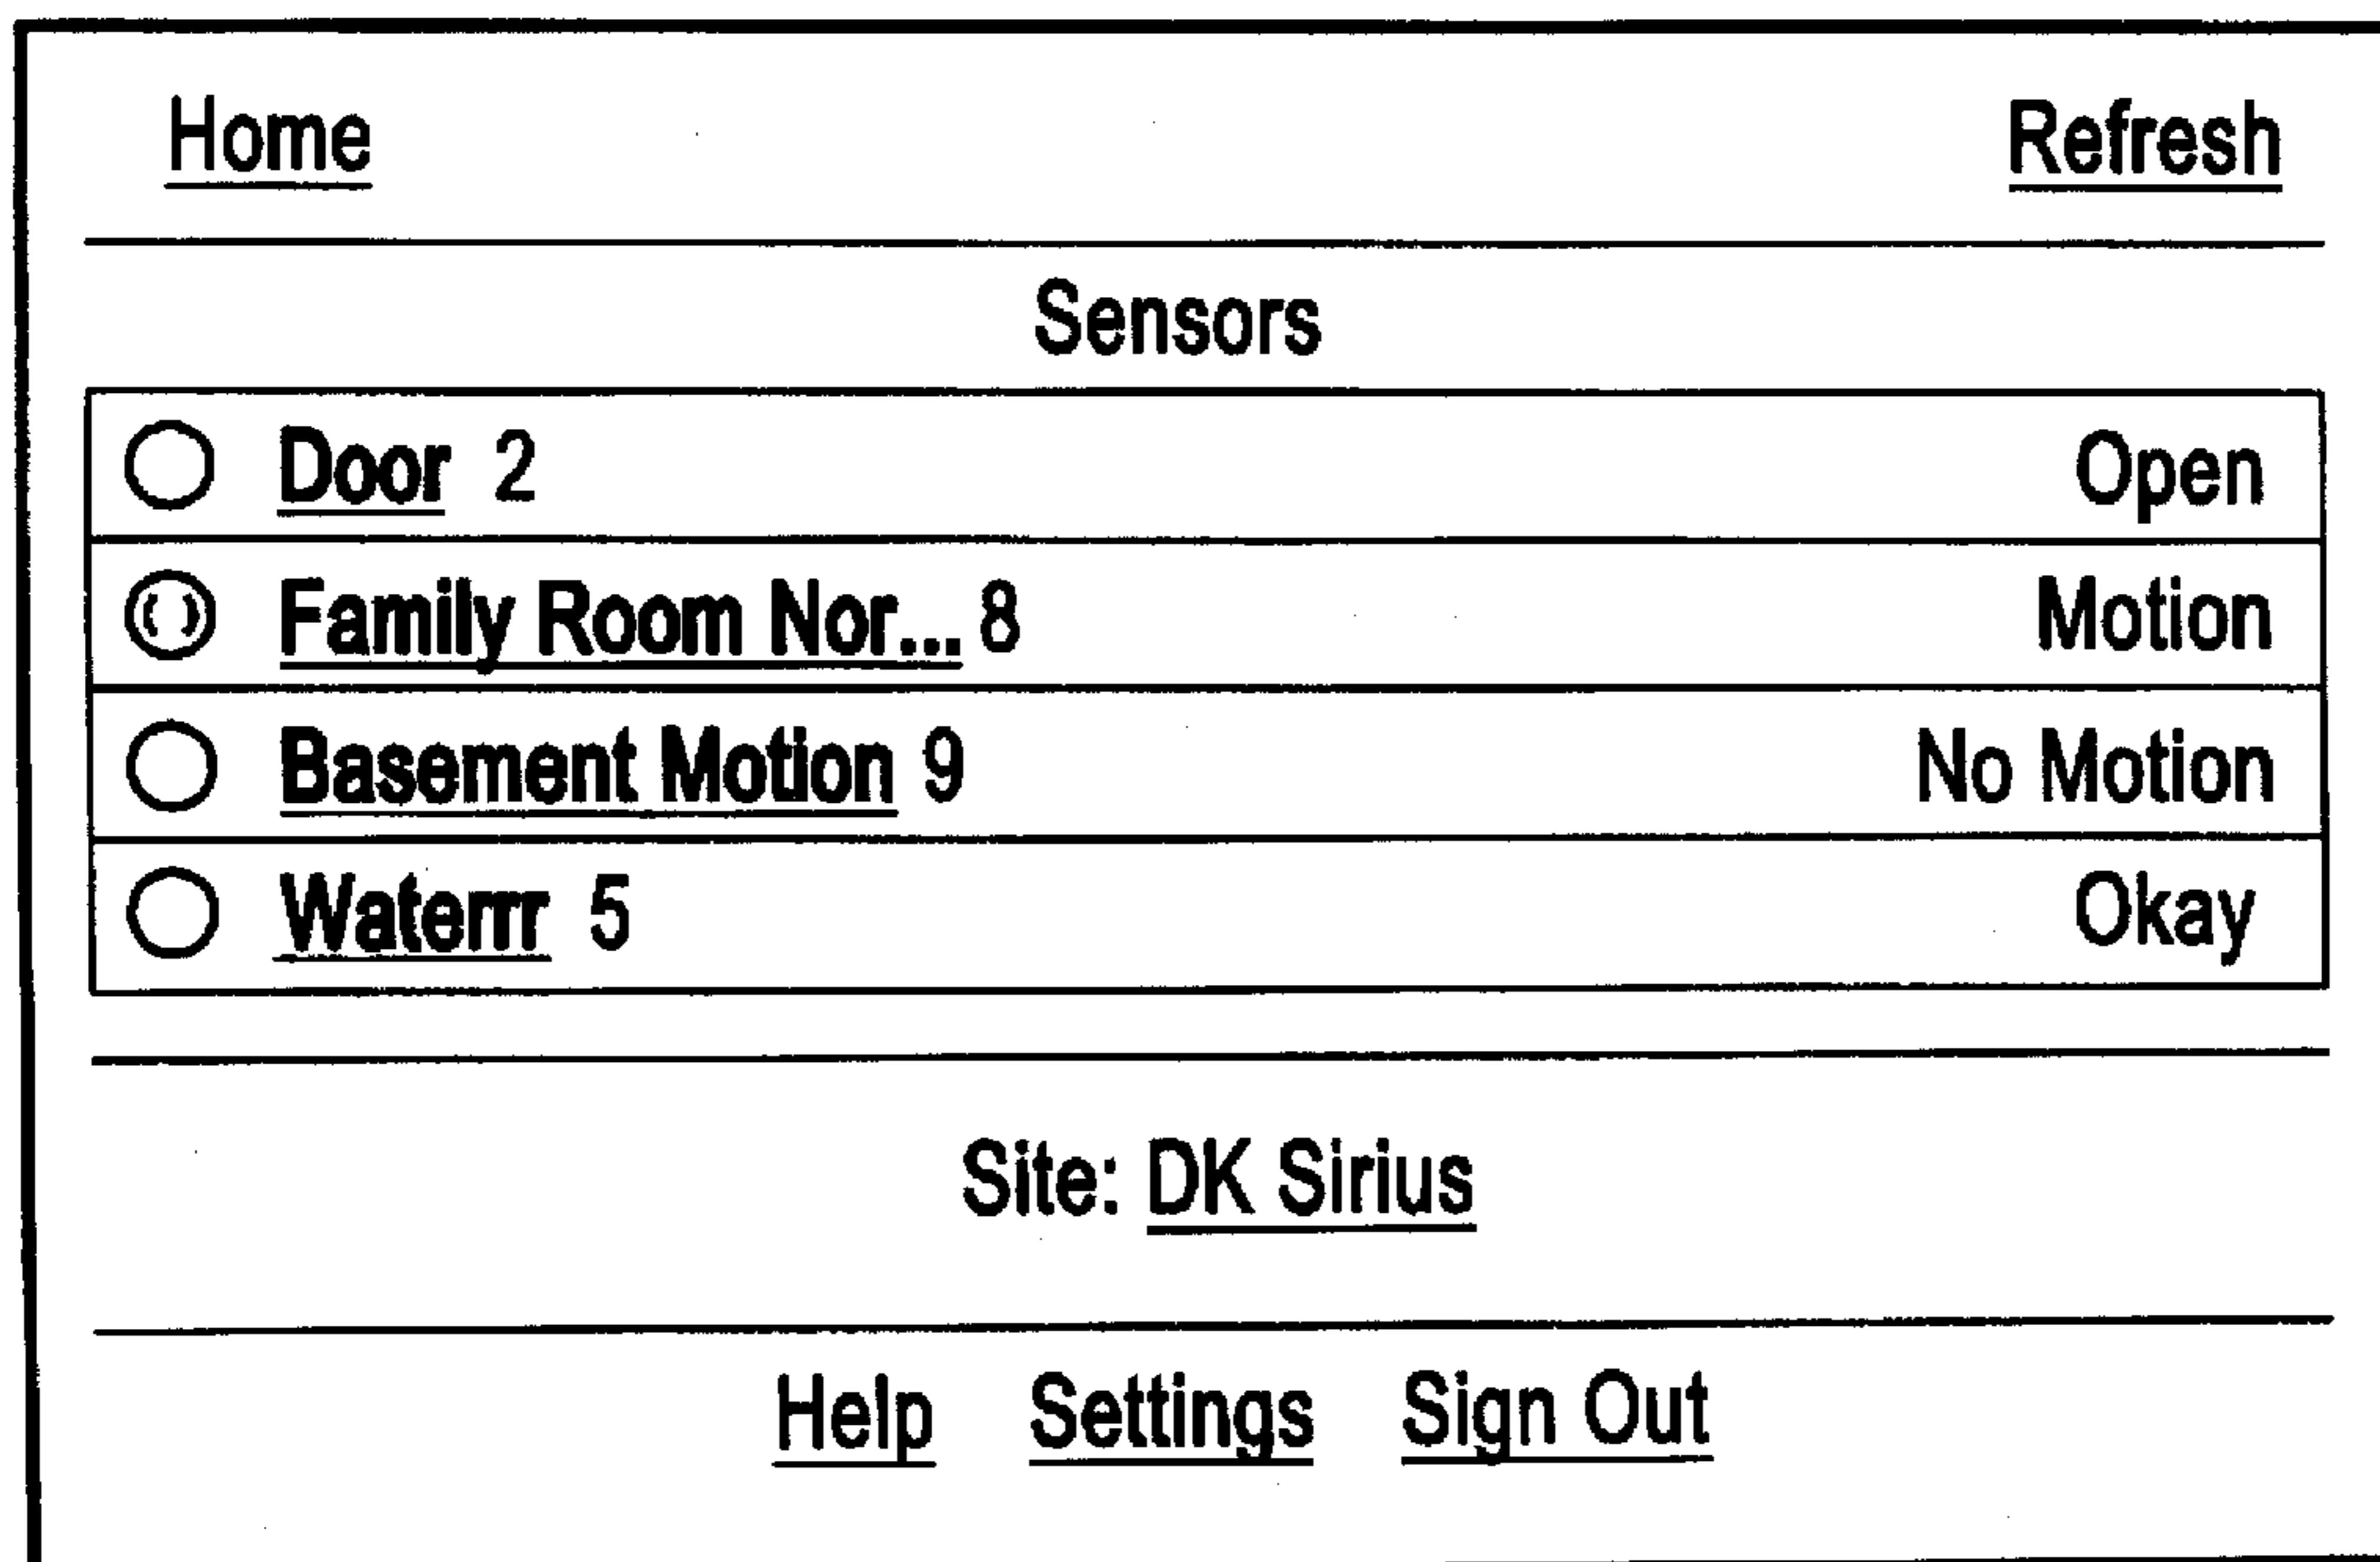 Home Refresh
Sensors
Door 2 Open
Family Room Nor... 8 Motion
Basement Motion 9 No Motion
Waterrr 5 Okay
Site: DK Sirius
Help Settings Sign Out